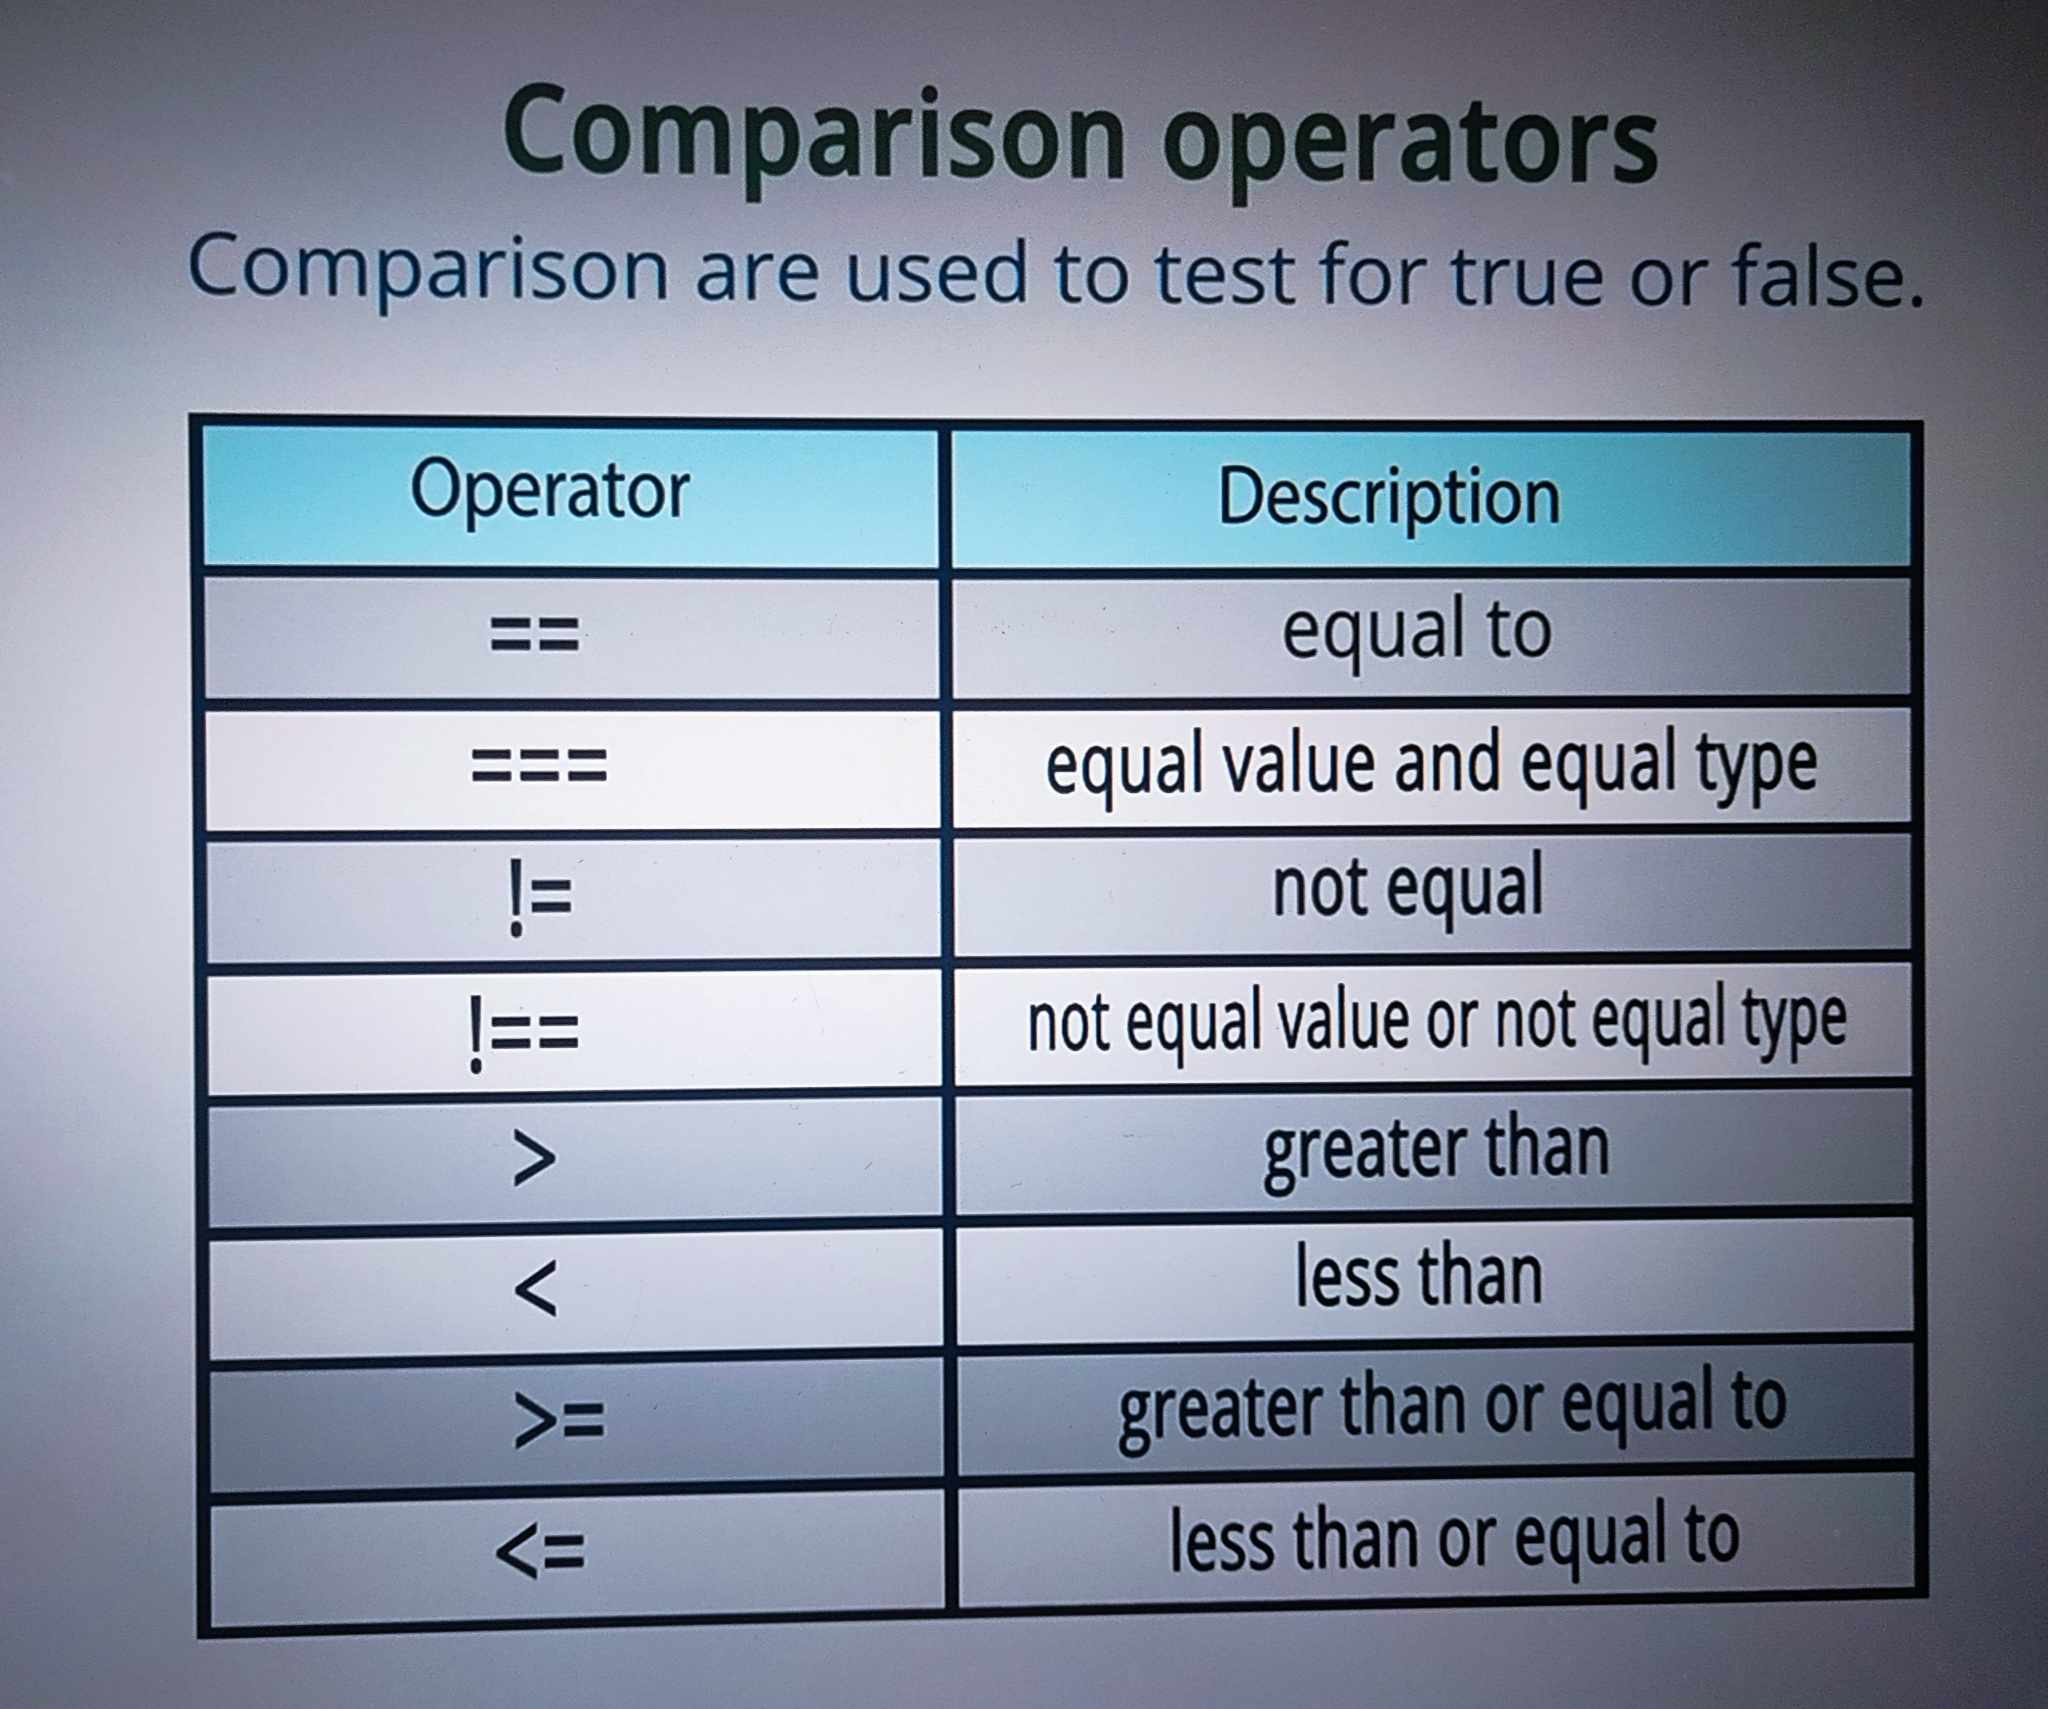 Comparison operators
Comparison are used to test for true or false.
Operator Description
== equal to
=== equal value and equal type
!= not equal
!== not equal value or not equal type
> greater than
< less than
>= greater than or equal to
<= less than or equal to